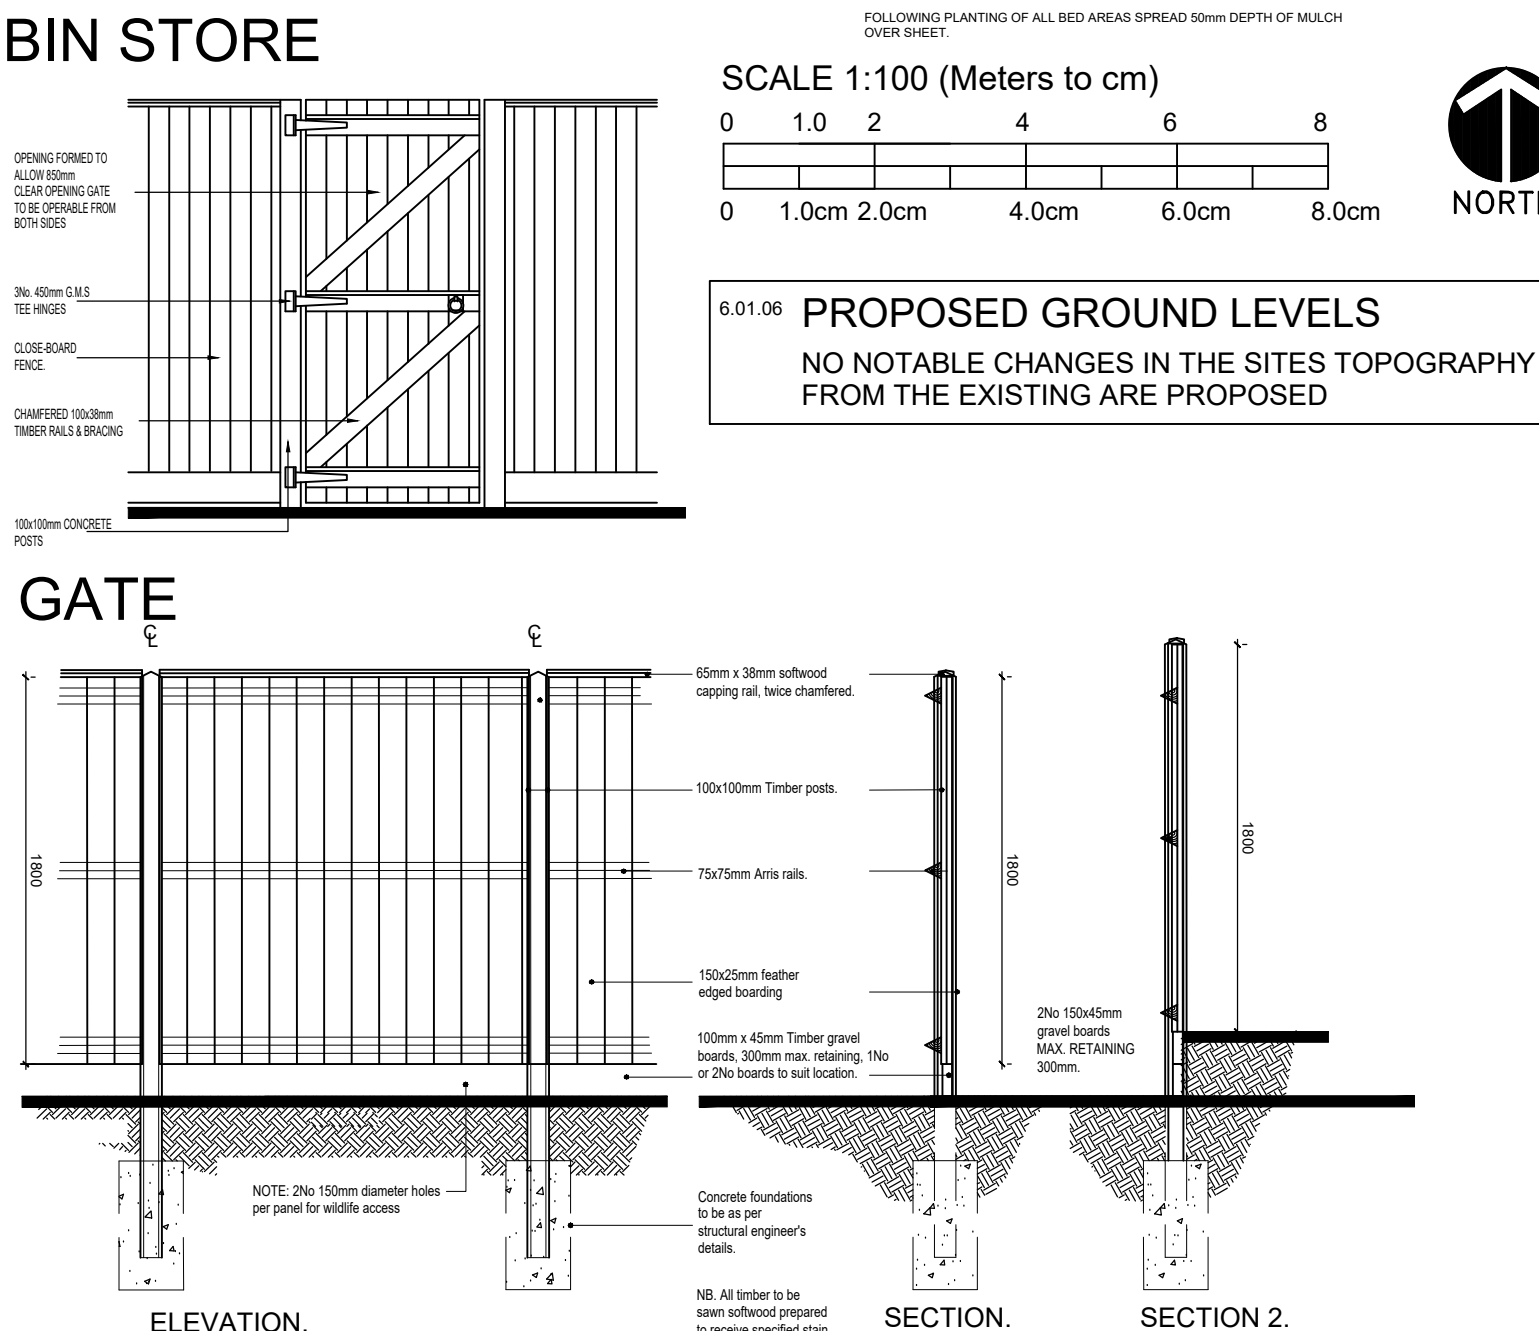 BIN STORE
OPENING FORMED TO
ALLOW 850mm
CLEAR OPENING GATE
TO BE OPERABLE FROM
BOTH SIDES
3No. 450mm G.M.S
TEE HINGES
CLOSE-BOARD
FENCE.
CHAMFERED 100x38mm
TIMBER RAILS & BRACING
100x100mm CONCRETE
POSTS
FOLLOWING PLANTING OF ALL BED AREAS SPREAD 50mm DEPTH OF MULCH
OVER SHEET.
SCALE 1:100 (Meters to cm)
0 1.0 2 4 6 8
0 1.0cm 2.0cm 4.0cm 6.0cm 8.0cm
6.01.06 PROPOSED GROUND LEVELS
NO NOTABLE CHANGES IN THE SITES TOPOGRAPHY
FROM THE EXISTING ARE PROPOSED
GATE
℄ ℄
1800
65mm x 38mm softwood
capping rail, twice chamfered.
100x100mm Timber posts.
75x75mm Arris rails.
150x25mm feather
edged boarding
100mm x 45mm Timber gravel
boards, 300mm max. retaining, 1No
or 2No boards to suit location.
NOTE: 2No 150mm diameter holes
per panel for wildlife access
Concrete foundations
to be as per
structural engineer's
details.
NB. All timber to be
sawn softwood prepared
to receive specified stain
1800
2No 150x45mm
gravel boards
MAX. RETAINING
300mm.
1800
ELEVATION.
SECTION.
SECTION 2.